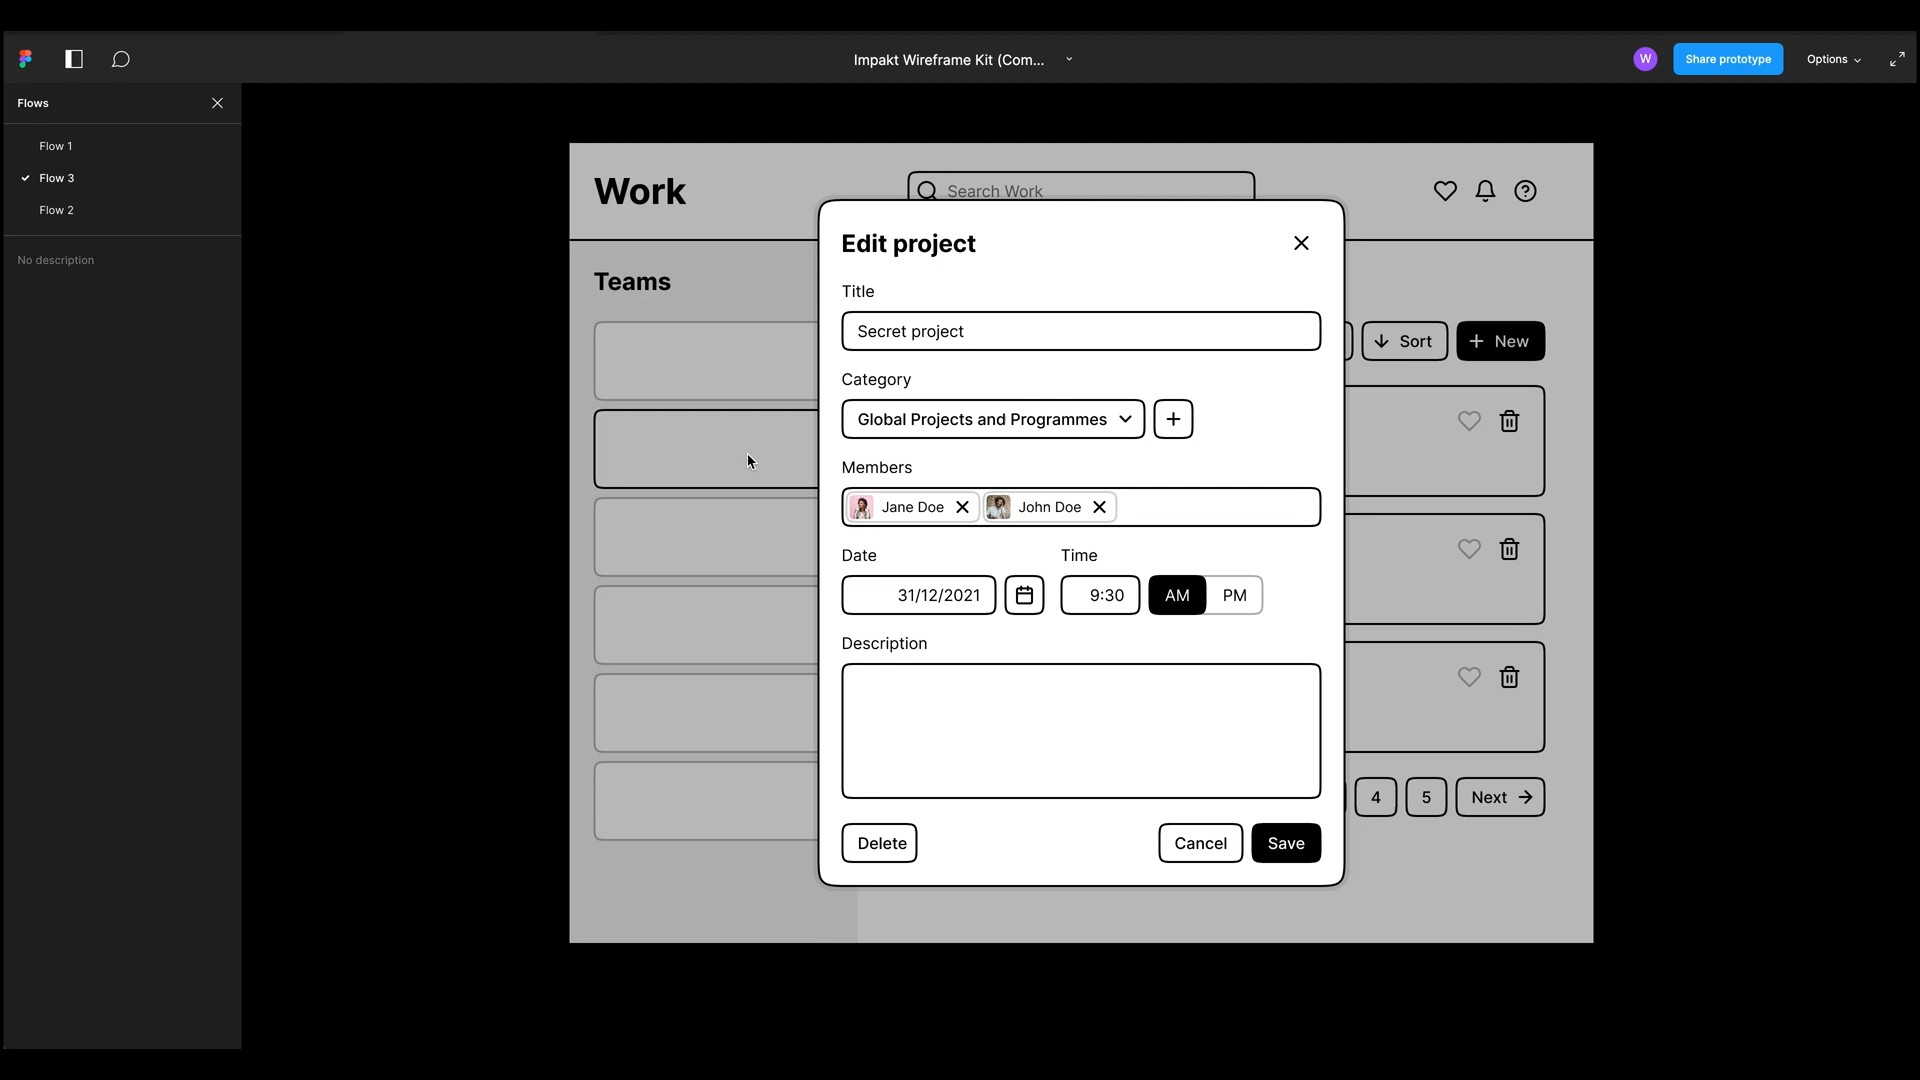 Impakt Wireframe Kit (Com...
W
Share prototype
Options
Flows
Flow 1
Flow 3
Flow 2
No description
Work
Search Work
Teams
Sort
New
4
5
Next
Edit project
Title
Secret project
Category
Global Projects and Programmes
Members
Jane Doe
John Doe
Date
Time
31/12/2021
9:30
AM
PM
Description
Delete
Cancel
Save